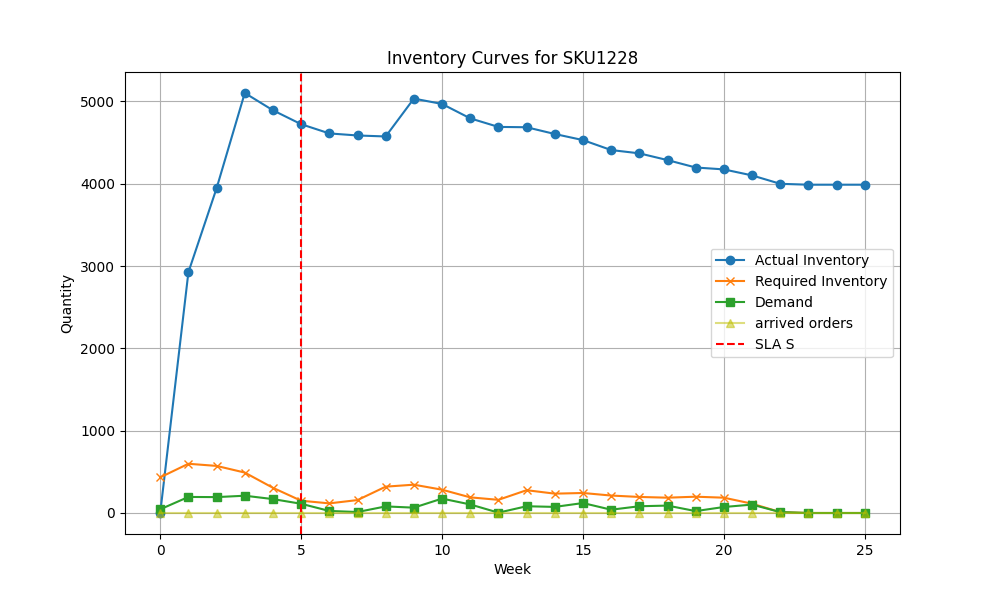 Inventory Curves for SKU1228
5000
4000
3000
2000
1000
0
Quantity
Actual Inventory
Required Inventory
Demand
arrived orders
SLA S
0 5 10 15 20 25
Week